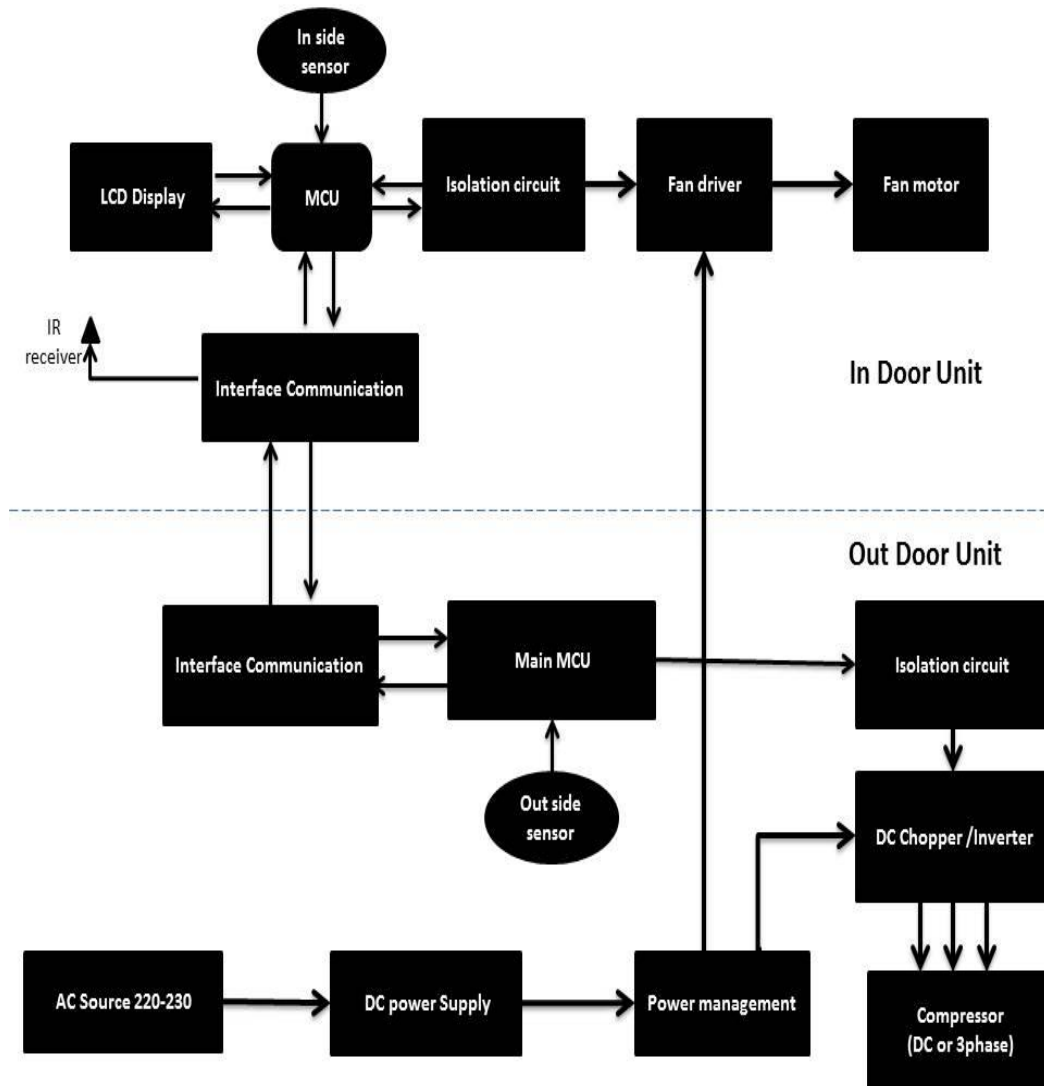 In side
sensor
LCD Display
MCU
Isolation circuit
Fan driver
Fan motor
IR
receiver
Interface Communication
In Door Unit
Out Door Unit
Interface Communication
Main MCU
Isolation circuit
Out side
sensor
DC Chopper /Inverter
AC Source 220-230
DC power Supply
Power management
Compressor
(DC or 3phase)